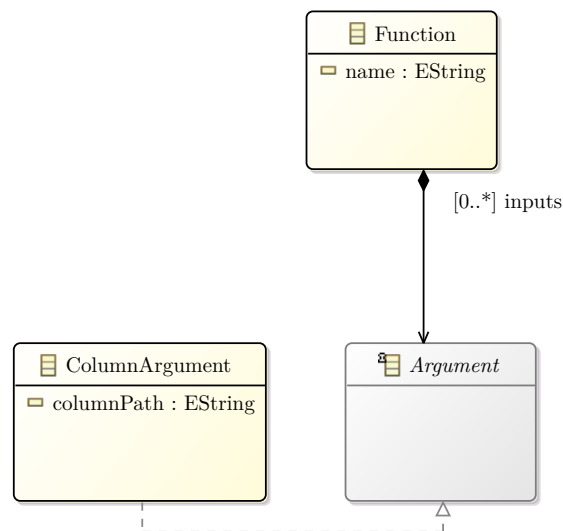 Function
name : EString
[0..*] inputs
ColumnArgument
columnPath : EString
Argument